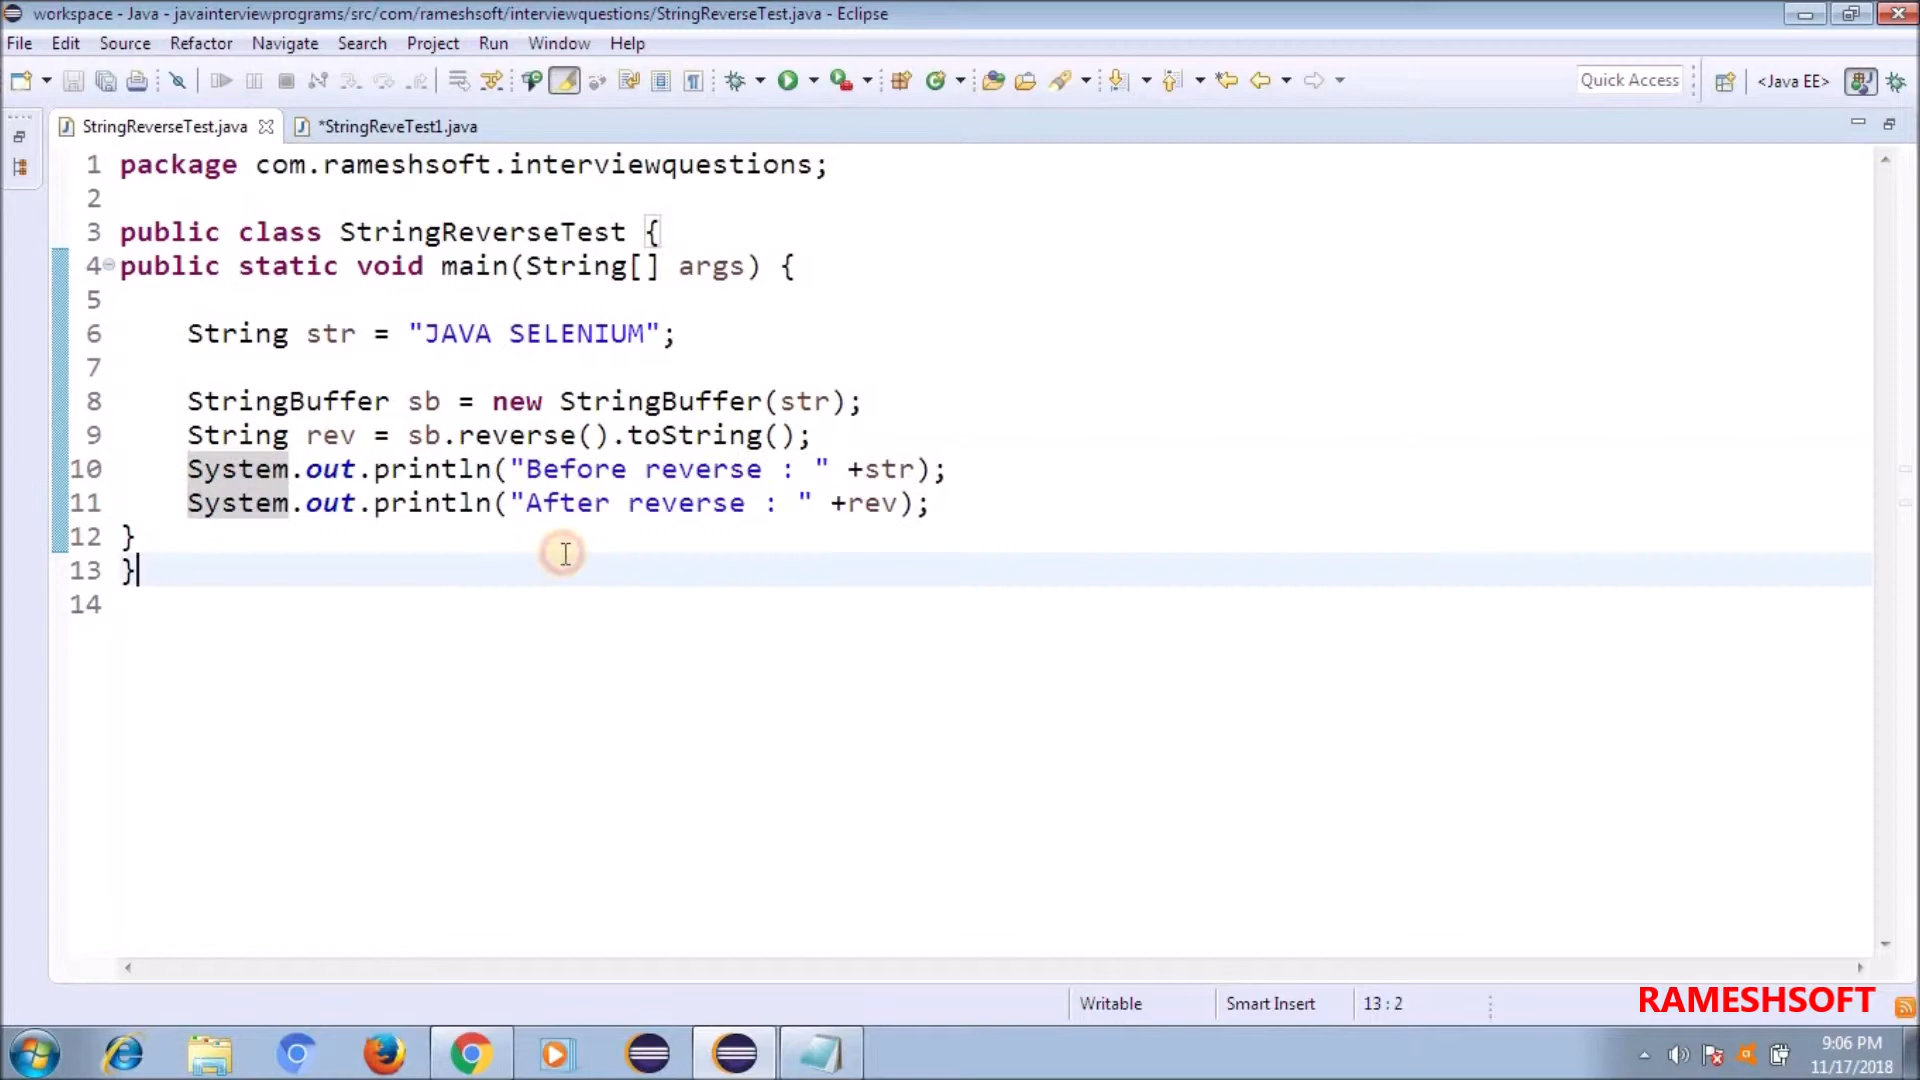 workspace - Java - javainterviewprograms/src/com/rameshsoft/interviewquestions/StringReverseTest.java - Eclipse
File Edit Source Refactor Navigate Search Project Run Window Help
Quick Access <Java EE>
StringReverseTest.java *StringReveTest1.java
1 package com.rameshsoft.interviewquestions;
2
3 public class StringReverseTest {
4 public static void main(String[] args) {
5
6 String str = "JAVA SELENIUM";
7
8 StringBuffer sb = new StringBuffer(str);
9 String rev = sb.reverse().toString();
10 System.out.println("Before reverse : " +str);
11 System.out.println("After reverse : " +rev);
12 }
13 }
14
Writable Smart Insert 13 : 2
RAMESHSOFT
9:06 PM
11/17/2018